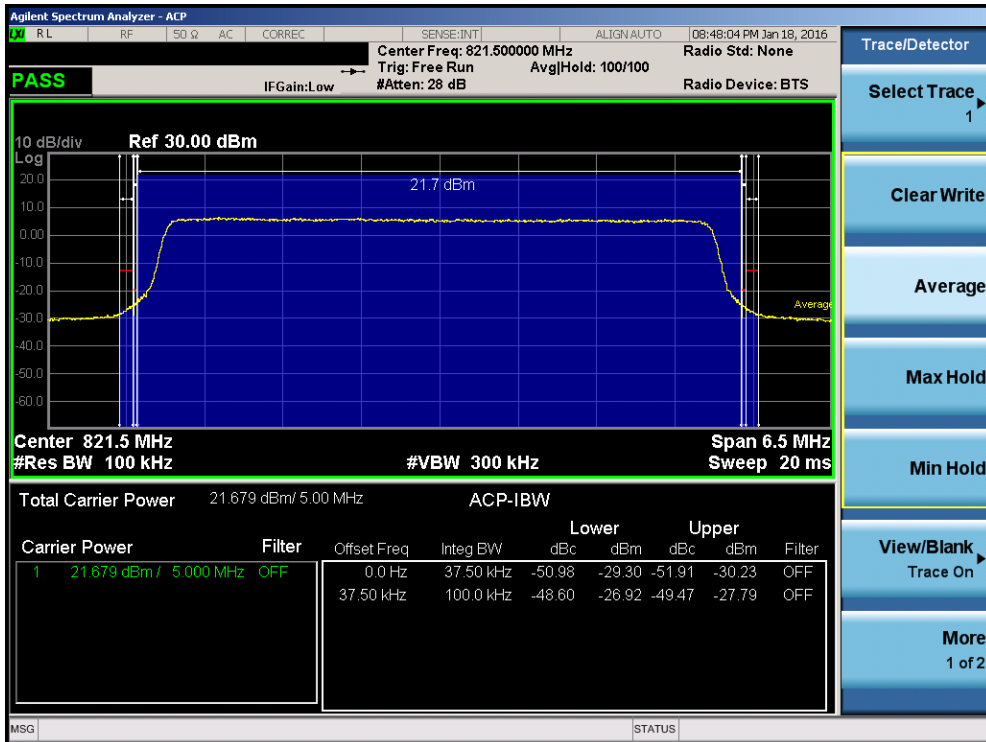 Agilent Spectrum Analyzer - ACP
LXI RL RF 50 Ω AC CORREC SENSE:INT ALIGN AUTO 08:48:04 PM Jan 18, 2016
Center Freq: 821.500000 MHz Radio Std: None
Trig: Free Run Avg|Hold: 100/100
PASS IFGain:Low #Atten: 28 dB Radio Device: BTS
10 dB/div Ref 30.00 dBm
Log
20.0
21.7 dBm
10.0
0.00
-10.0
-20.0
Average
-30.0
-40.0
-50.0
-60.0
Center 821.5 MHz Span 6.5 MHz
#Res BW 100 kHz #VBW 300 kHz Sweep 20 ms
Total Carrier Power 21.679 dBm/ 5.00 MHz ACP-IBW
Lower Upper
Carrier Power Filter Offset Freq Integ BW dBc dBm dBc dBm Filter
1 21.679 dBm / 5.000 MHz OFF 0.0 Hz 37.50 kHz -50.98 -29.30 -51.91 -30.23 OFF
37.50 kHz 100.0 kHz -48.60 -26.92 -49.47 -27.79 OFF
MSG STATUS
Trace/Detector
Select Trace
1
Clear Write
Average
Max Hold
Min Hold
View/Blank
Trace On
More
1 of 2